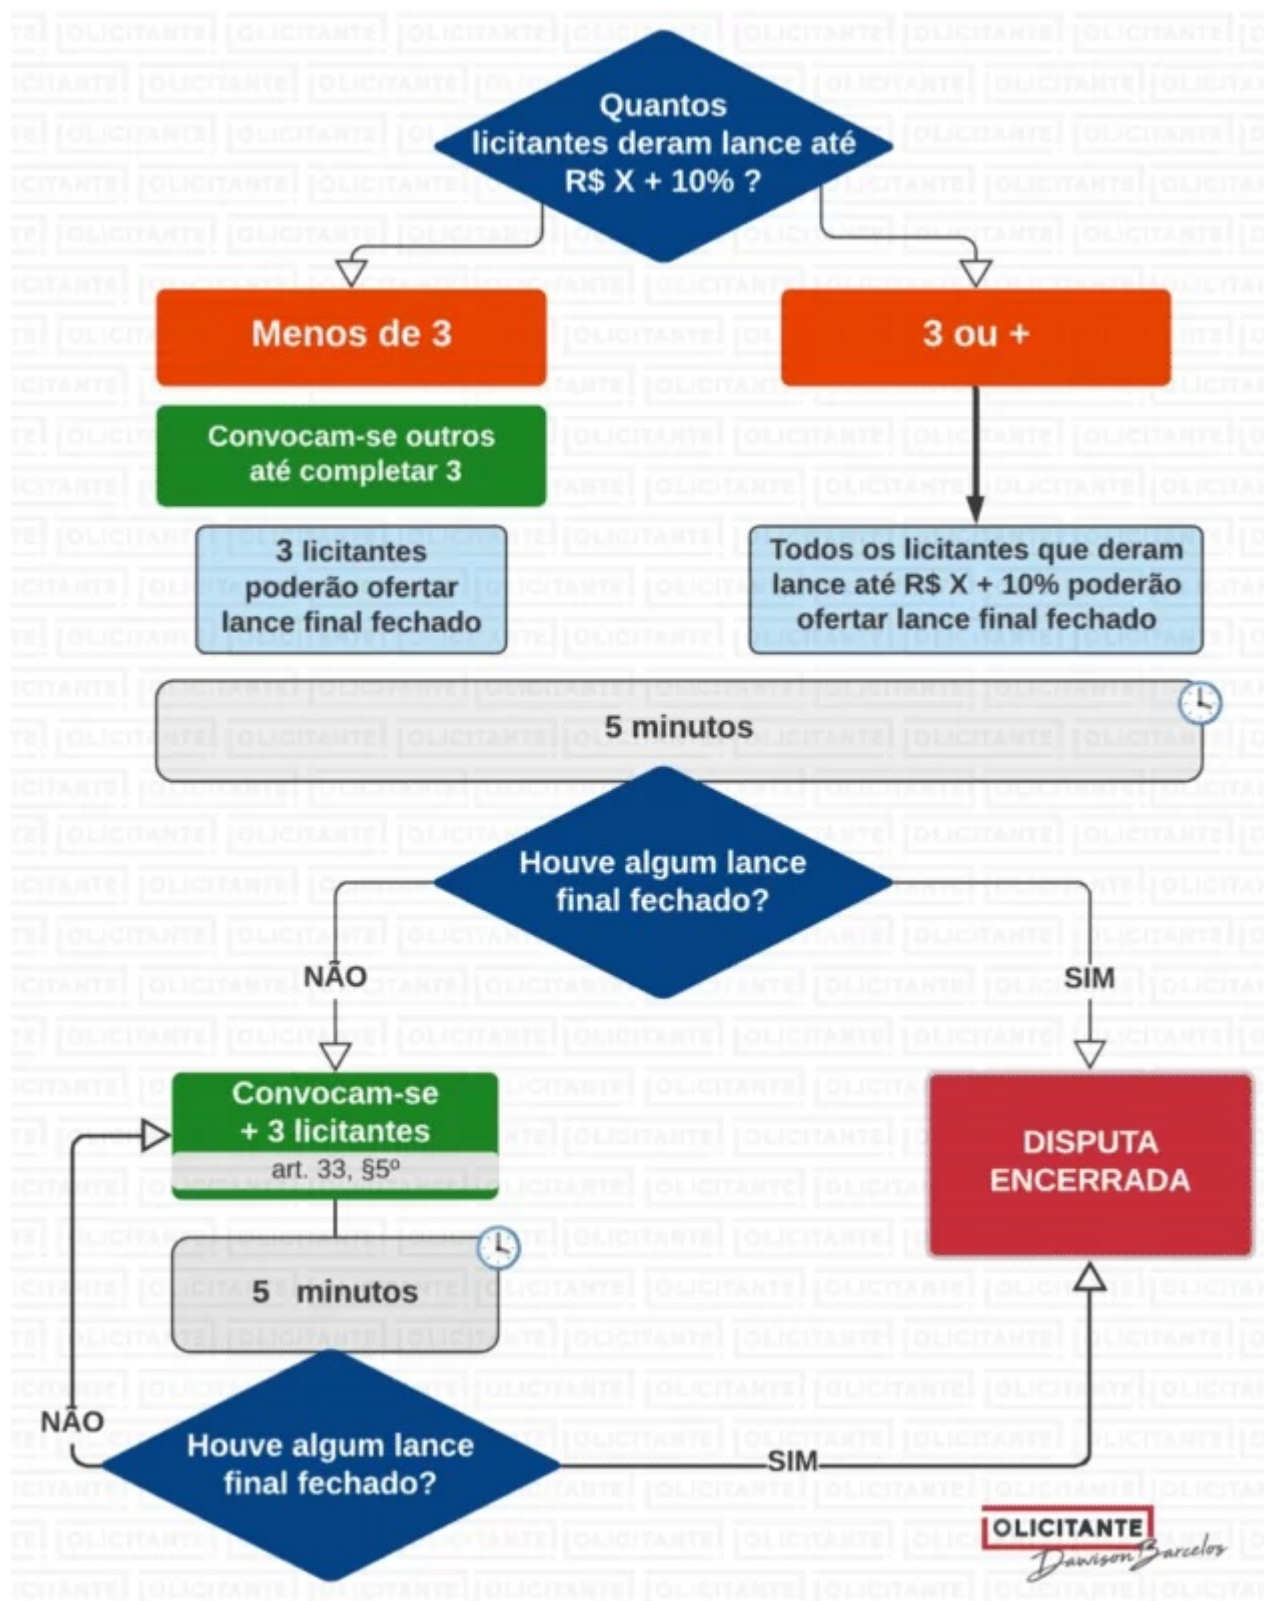 Quantos
licitantes deram lance até
R$ X + 10% ?
Menos de 3
3 ou +
Convocam-se outros
até completar 3
3 licitantes
poderão ofertar
lance final fechado
Todos os licitantes que deram
lance até R$ X + 10% poderão
ofertar lance final fechado
5 minutos
Houve algum lance
final fechado?
NÃO
SIM
Convocam-se
+ 3 licitantes
art. 33, §5º
DISPUTA
ENCERRADA
5 minutos
NÃO
Houve algum lance
final fechado?
SIM
OLICITANTE
Dawison Barcelos